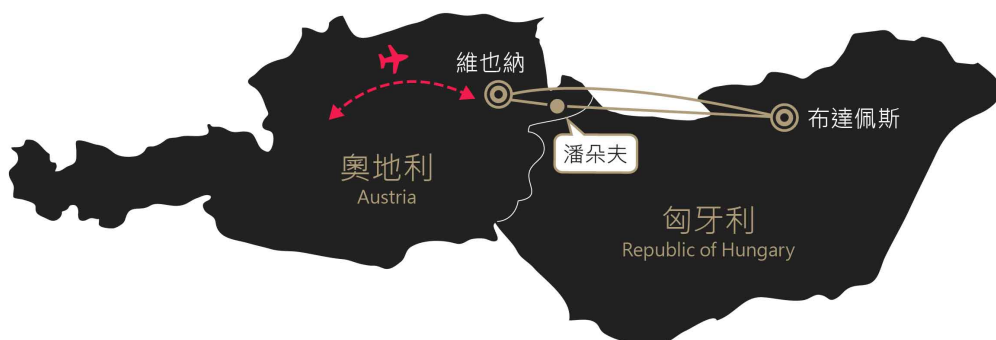 維也納
布達佩斯
潘朵夫
奧地利
Austria
匈牙利
Republic of Hungary